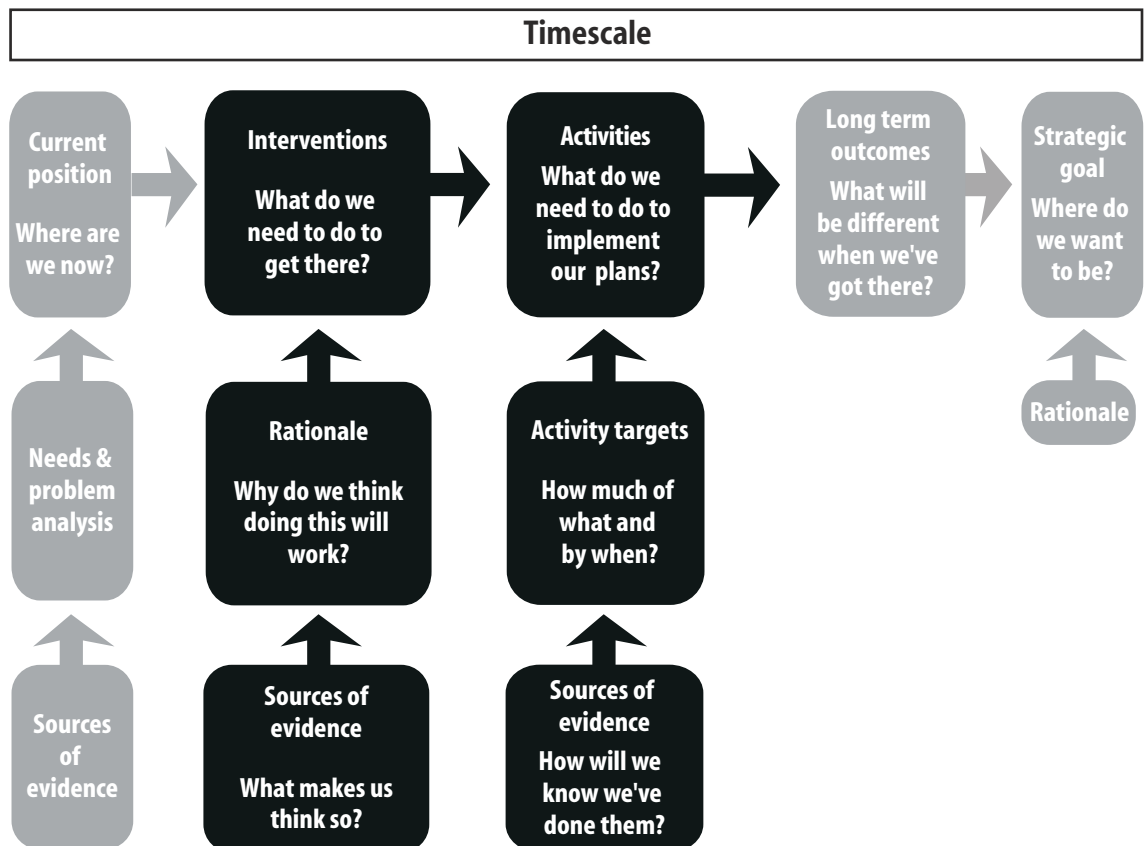 Timescale
Current
position
Where are
we now?
Interventions
What do we
need to do to
get there?
Activities
What do we
need to do to
implement
our plans?
Long term
outcomes
What will
be different
when we've
got there?
Strategic
goal
Where do
we want
to be?
Needs &
problem
analysis
Rationale
Why do we think
doing this will
work?
Activity targets
How much of
what and
by when?
Rationale
Sources
of
evidence
Sources of
evidence
What makes us
think so?
Sources of
evidence
How will we
know we've
done them?